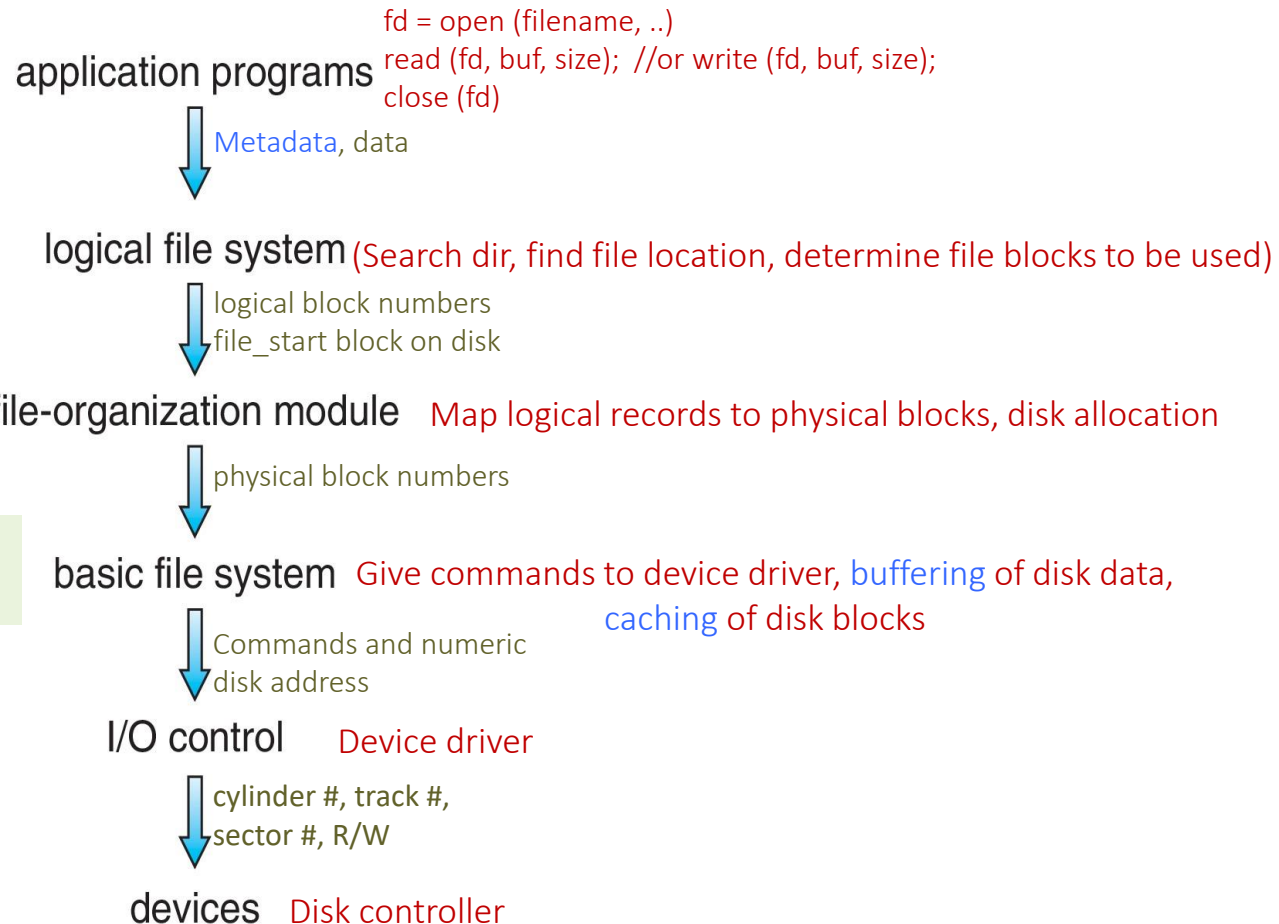 fd = open (filename, ..)
application programs read (fd, buf, size); //or write (fd, buf, size);
close (fd)
Metadata, data
logical file system (Search dir, find file location, determine file blocks to be used)
logical block numbers
file_start block on disk
file-organization module Map logical records to physical blocks, disk allocation
physical block numbers
basic file system Give commands to device driver, buffering of disk data,
caching of disk blocks
Commands and numeric
disk address
I/O control Device driver
cylinder #, track #,
sector #, R/W
devices Disk controller